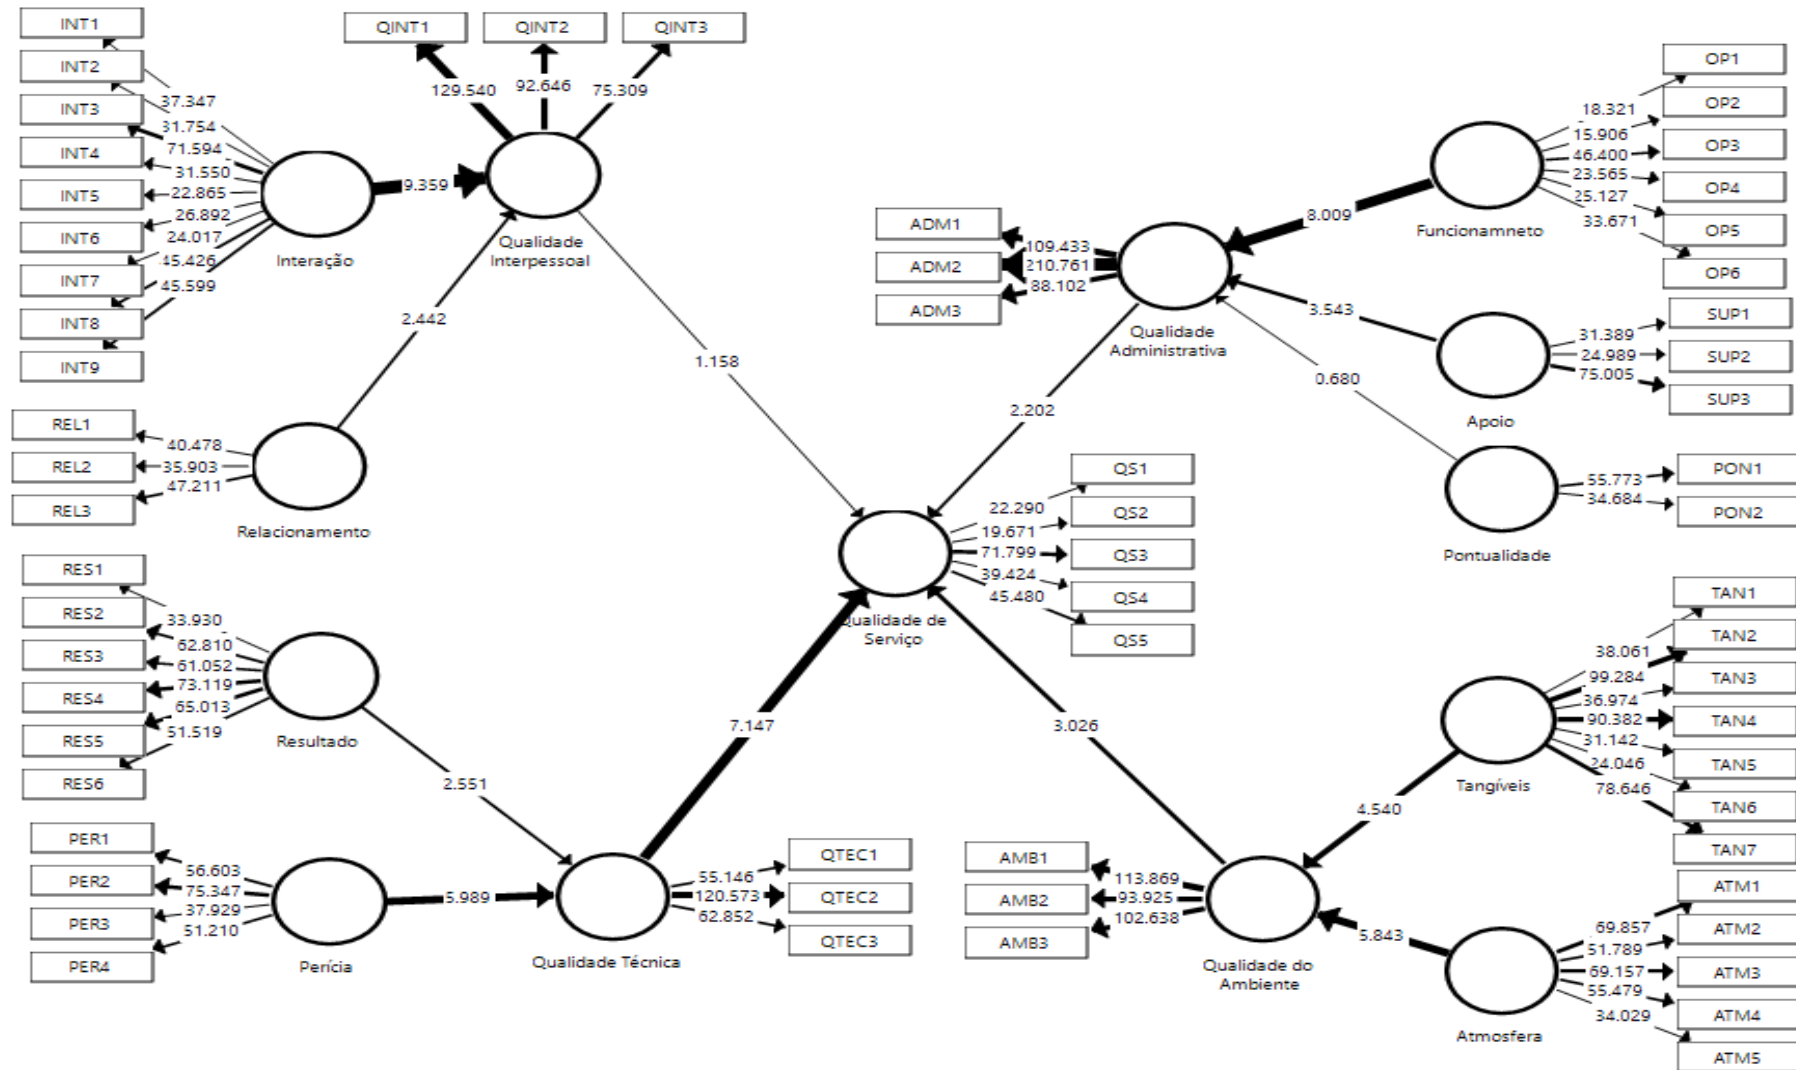 INT1
INT2
INT3
INT4
INT5
INT6
INT7
INT8
INT9
37.347
31.754
71.594
31.550
22.865
26.892
24.017
45.426
45.599
Interação
9.359
QINT1
QINT2
QINT3
129.540
92.646
75.309
Qualidade
Interpessoal
2.442
1.158
REL1
REL2
REL3
40.478
35.903
47.211
Relacionamento
RES1
RES2
RES3
RES4
RES5
RES6
33.930
62.810
61.052
73.119
65.013
51.519
Resultado
2.551
PER1
PER2
PER3
PER4
56.603
75.347
37.929
51.210
Perícia
5.989
QTEC1
QTEC2
QTEC3
55.146
120.573
62.852
Qualidade Técnica
7.147
QS1
QS2
QS3
QS4
QS5
22.290
19.671
71.799
39.424
45.480
Qualidade de
Serviço
ADM1
ADM2
ADM3
109.433
210.761
88.102
Qualidade
Administrativa
2.202
8.009
3.543
0.680
OP1
OP2
OP3
OP4
OP5
OP6
18.321
15.906
46.400
23.565
25.127
33.671
Funcionamneto
SUP1
SUP2
SUP3
31.389
24.989
75.005
Apoio
PON1
PON2
55.773
34.684
Pontualidade
3.026
TAN1
TAN2
TAN3
TAN4
TAN5
TAN6
TAN7
38.061
99.284
36.974
90.382
31.142
24.046
78.646
Tangíveis
4.540
AMB1
AMB2
AMB3
113.869
93.925
102.638
Qualidade do
Ambiente
5.843
ATM1
ATM2
ATM3
ATM4
ATM5
69.857
51.789
69.157
55.479
34.029
Atmosfera